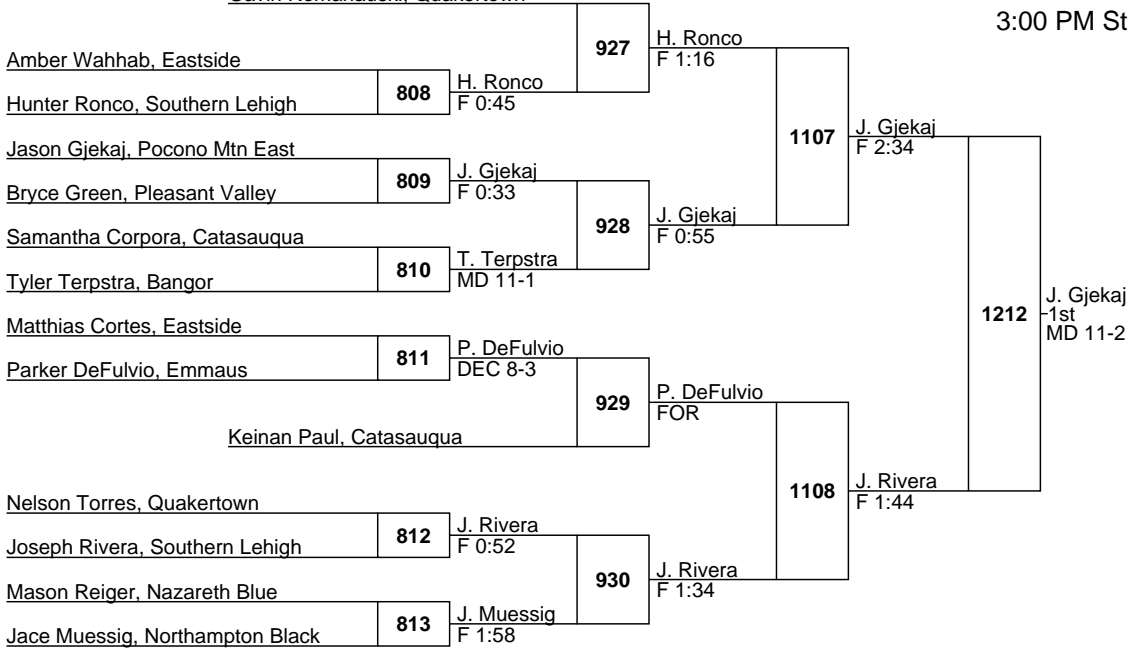 3:00 PM St
927
H. Ronco
F 1:16
Amber Wahhab, Eastside
808
H. Ronco
F 0:45
Hunter Ronco, Southern Lehigh
1107
J. Gjekaj
F 2:34
Jason Gjekaj, Pocono Mtn East
809
J. Gjekaj
F 0:33
Bryce Green, Pleasant Valley
928
J. Gjekaj
F 0:55
Samantha Corpora, Catasauqua
810
T. Terpstra
MD 11-1
Tyler Terpstra, Bangor
1212
J. Gjekaj
1st
MD 11-2
Matthias Cortes, Eastside
811
P. DeFulvio
DEC 8-3
Parker DeFulvio, Emmaus
929
P. DeFulvio
FOR
Keinan Paul, Catasauqua
1108
J. Rivera
F 1:44
Nelson Torres, Quakertown
812
J. Rivera
F 0:52
Joseph Rivera, Southern Lehigh
930
J. Rivera
F 1:34
Mason Reiger, Nazareth Blue
813
J. Muessig
F 1:58
Jace Muessig, Northampton Black